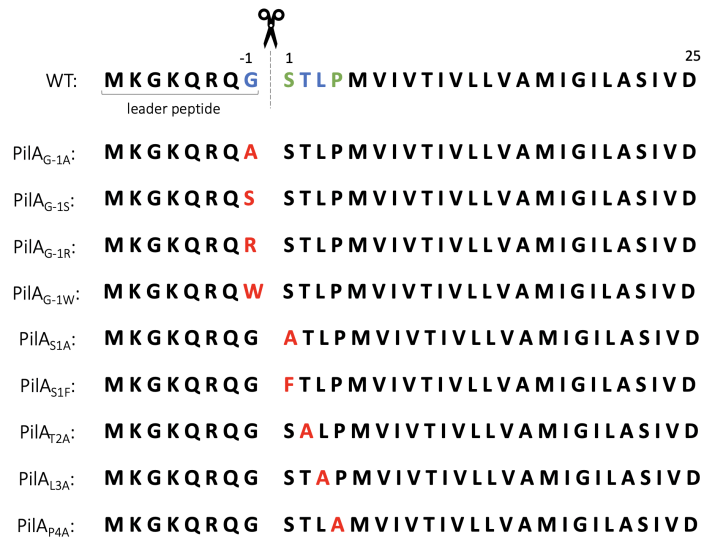 -1 1 25
WT: MKGKQRQG STLPMVIVTIVLLVAMIGILASIVD
leader peptide
PilAG-1A: MKGKQRQA STLPMVIVTIVLLVAMIGILASIVD
PilAG-1S: MKGKQRQS STLPMVIVTIVLLVAMIGILASIVD
PilAG-1R: MKGKQRQR STLPMVIVTIVLLVAMIGILASIVD
PilAG-1W: MKGKQRQW STLPMVIVTIVLLVAMIGILASIVD
PilAS1A: MKGKQRQG ATLPMVIVTIVLLVAMIGILASIVD
PilAS1F: MKGKQRQG FTLPMVIVTIVLLVAMIGILASIVD
PilAT2A: MKGKQRQG SALPMVIVTIVLLVAMIGILASIVD
PilAL3A: MKGKQRQG STAPMVIVTIVLLVAMIGILASIVD
PilAP4A: MKGKQRQG STLAMVIVTIVLLVAMIGILASIVD